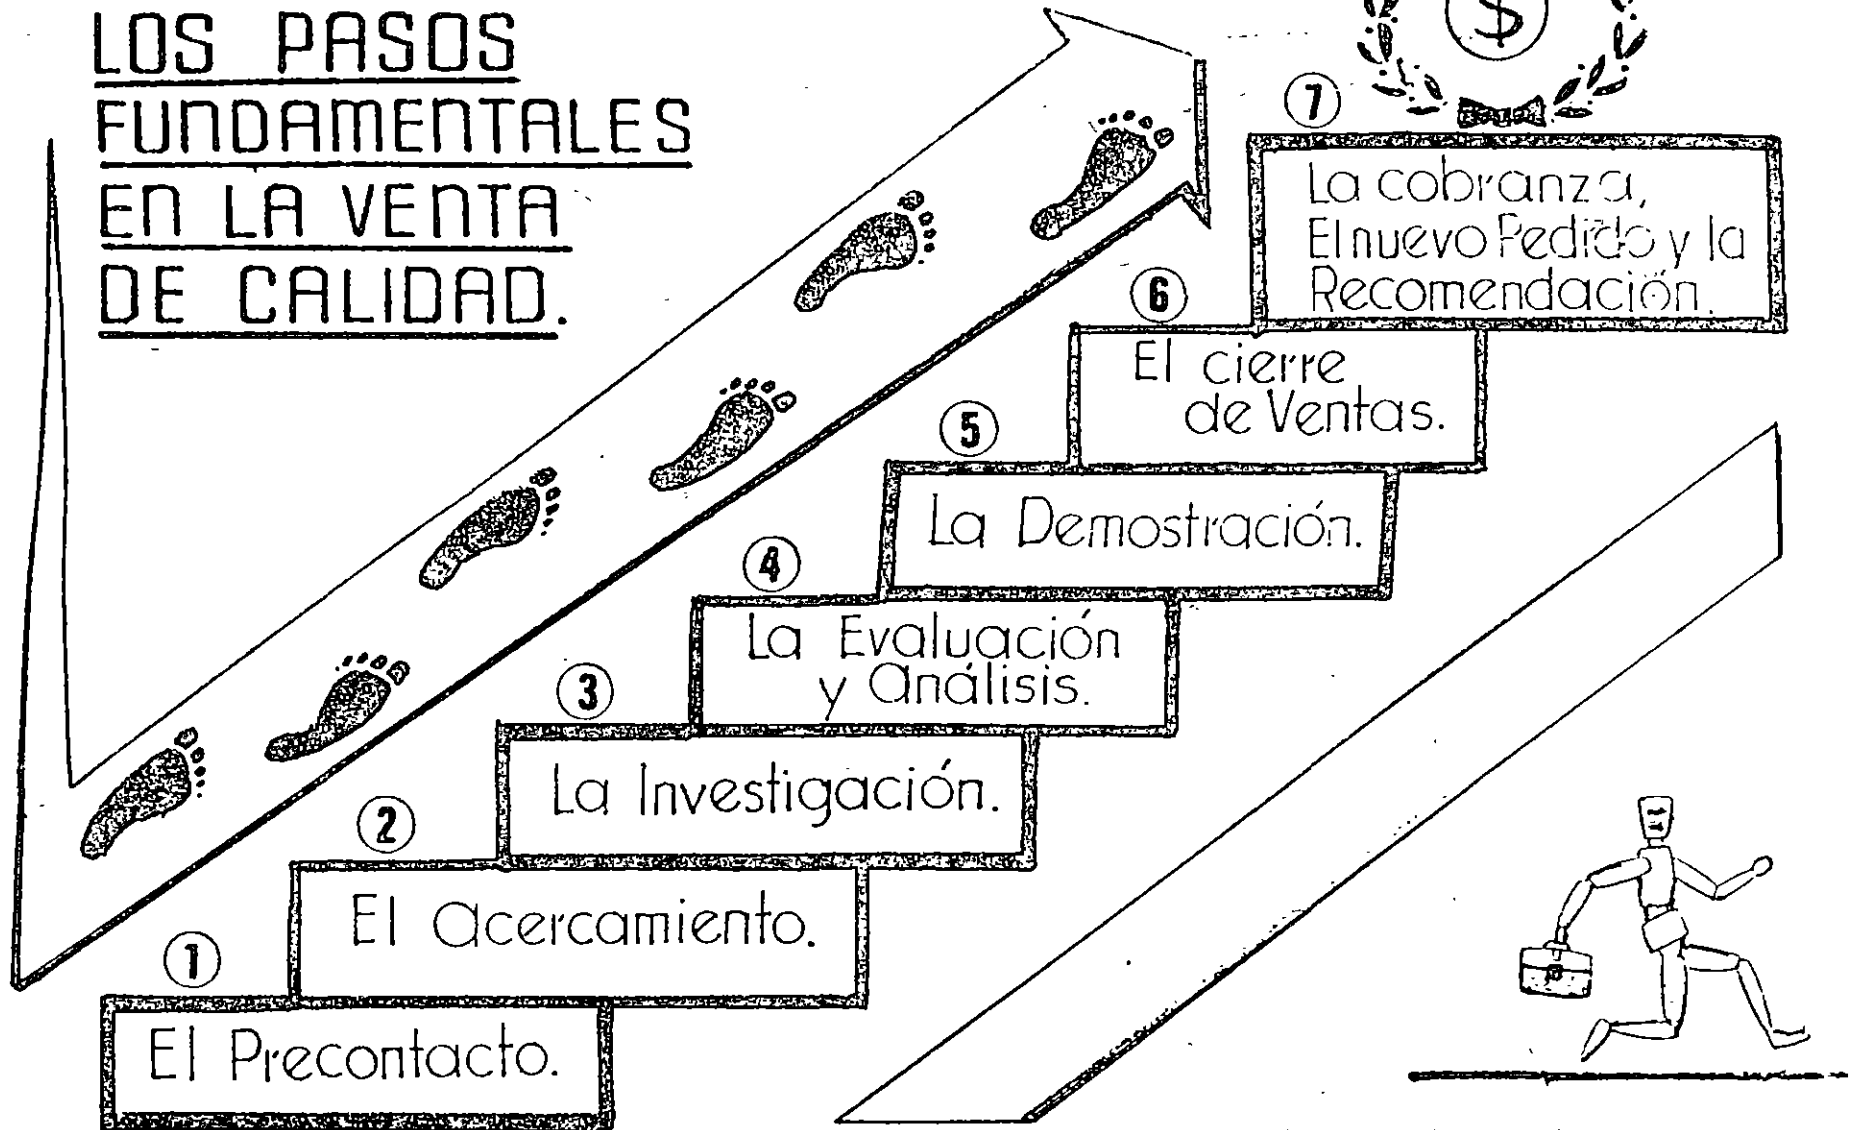 LOS PASOS
FUNDAMENTALES
EN LA VENTA
DE CALIDAD.
$
7
La cobranza,
El nuevo Pedido y la
Recomendación.
6
El cierre
de Ventas.
5
La Demostración.
4
La Evaluación
y Análisis.
3
La Investigación.
2
El Acercamiento.
1
El Precontacto.